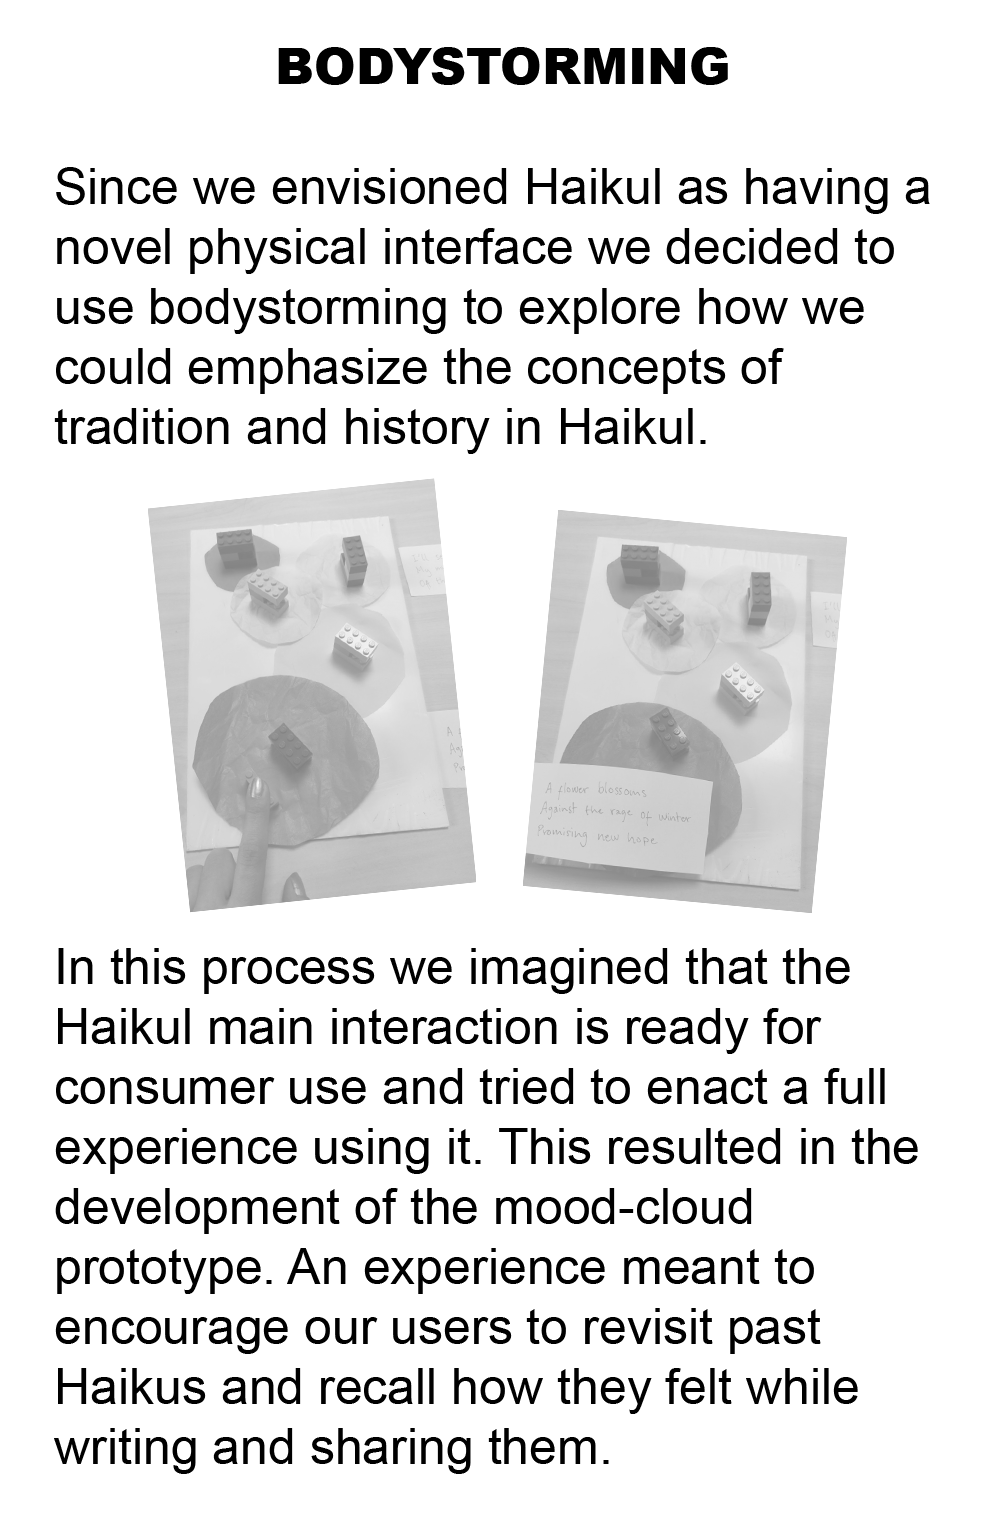 BODYSTORMING
Since we envisioned Haikul as having a
novel physical interface we decided to
use bodystorming to explore how we
could emphasize the concepts of
tradition and history in Haikul.
A flower blossoms
Against the rage of winter
Promising new hope
In this process we imagined that the
Haikul main interaction is ready for
consumer use and tried to enact a full
experience using it. This resulted in the
development of the mood-cloud
prototype. An experience meant to
encourage our users to revisit past
Haikus and recall how they felt while
writing and sharing them.